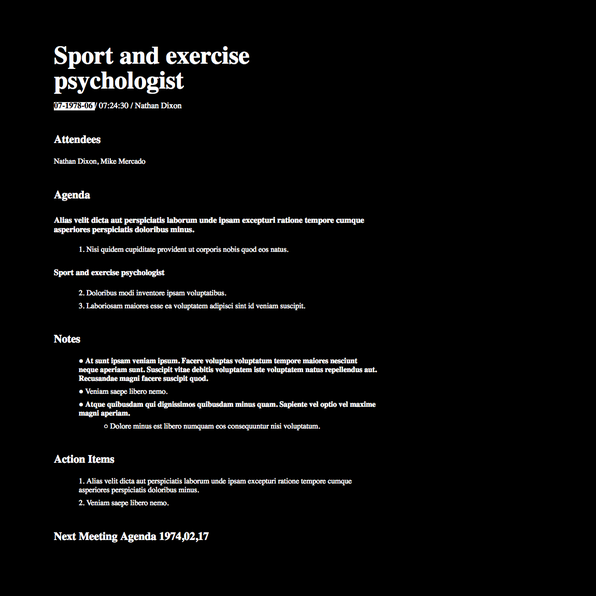 Sport and exercise
psychologist
07-1978-06 / 07:24:30 / Nathan Dixon
Attendees
Nathan Dixon, Mike Mercado
Agenda
Alias velit dicta aut perspiciatis laborum unde ipsam excepturi ratione tempore cumque
asperiores perspiciatis doloribus minus.
1. Nisi quidem cupiditate provident ut corporis nobis quod eos natus.
Sport and exercise psychologist
2. Doloribus modi inventore ipsam voluptatibus.
3. Laboriosam maiores esse ea voluptatem adipisci sint id veniam suscipit.
Notes
● At sunt ipsam veniam ipsum. Facere voluptas voluptatum tempore maiores nesciunt
neque aperiam sunt. Suscipit vitae debitis voluptatem iste voluptatem natus repellendus aut.
Recusandae magni facere suscipit quod.
● Veniam saepe libero nemo.
● Atque quibusdam qui dignissimos quibusdam minus quam. Sapiente vel optio vel maxime
magni aperiam.
○ Dolore minus est libero numquam eos consequuntur nisi voluptatum.
Action Items
1. Alias velit dicta aut perspiciatis laborum unde ipsam excepturi ratione tempore cumque
asperiores perspiciatis doloribus minus.
2. Veniam saepe libero nemo.
Next Meeting Agenda 1974,02,17